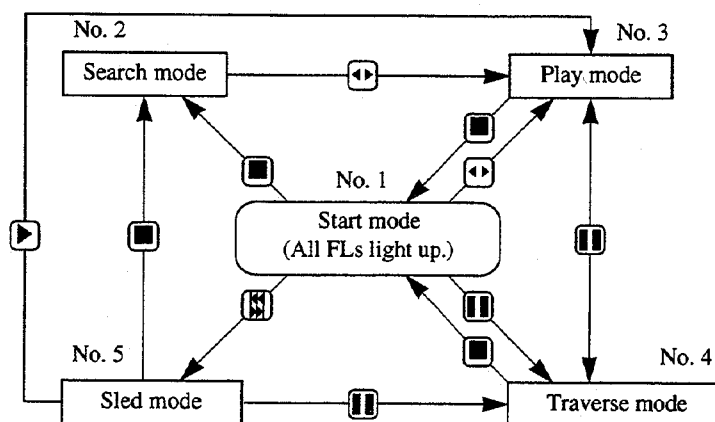 No. 2
No. 3
Search mode
Play mode
No. 1
Start mode
(All FLs light up.)
No. 5
No. 4
Sled mode
Traverse mode